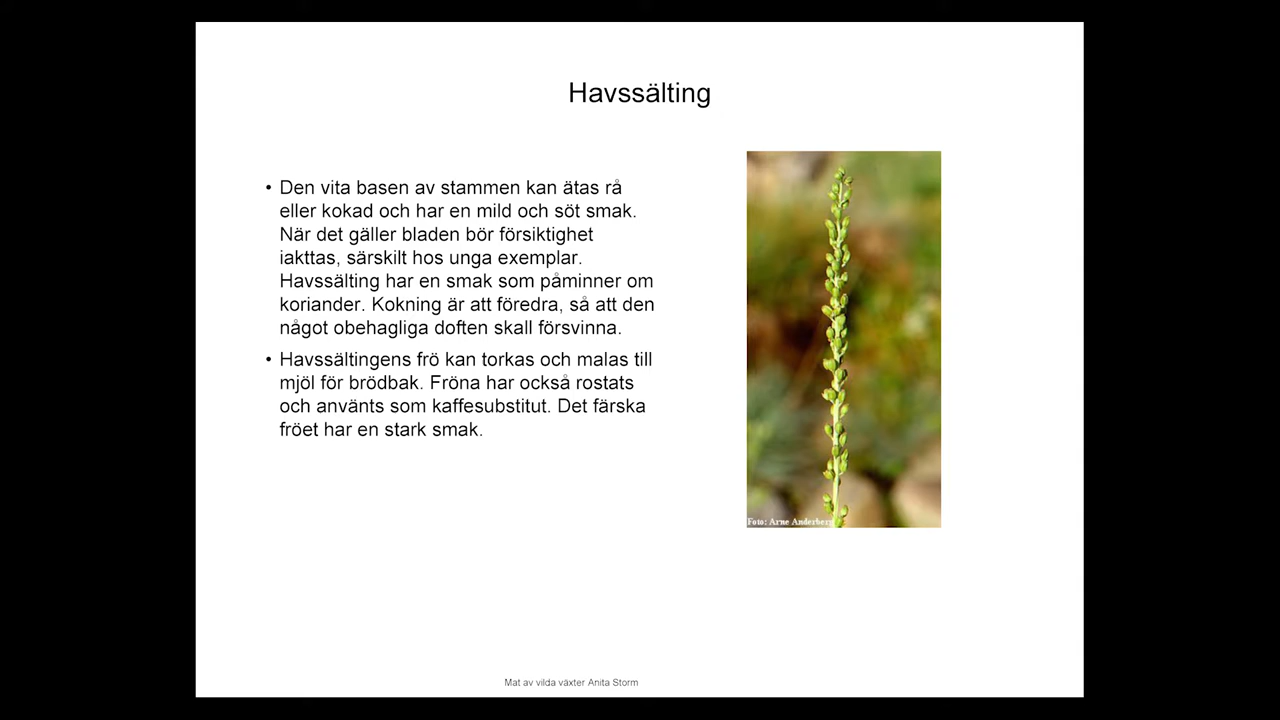 Havssälting
• Den vita basen av stammen kan ätas rå
eller kokad och har en mild och söt smak.
När det gäller bladen bör försiktighet
iakttas, särskilt hos unga exemplar.
Havssälting har en smak som påminner om
koriander. Kokning är att föredra, så att den
något obehagliga doften skall försvinna.
• Havssältingens frö kan torkas och malas till
mjöl för brödbak. Fröna har också rostats
och använts som kaffesubstitut. Det färska
fröet har en stark smak.
Foto: Arne Anderberg
Mat av vilda växter Anita Storm